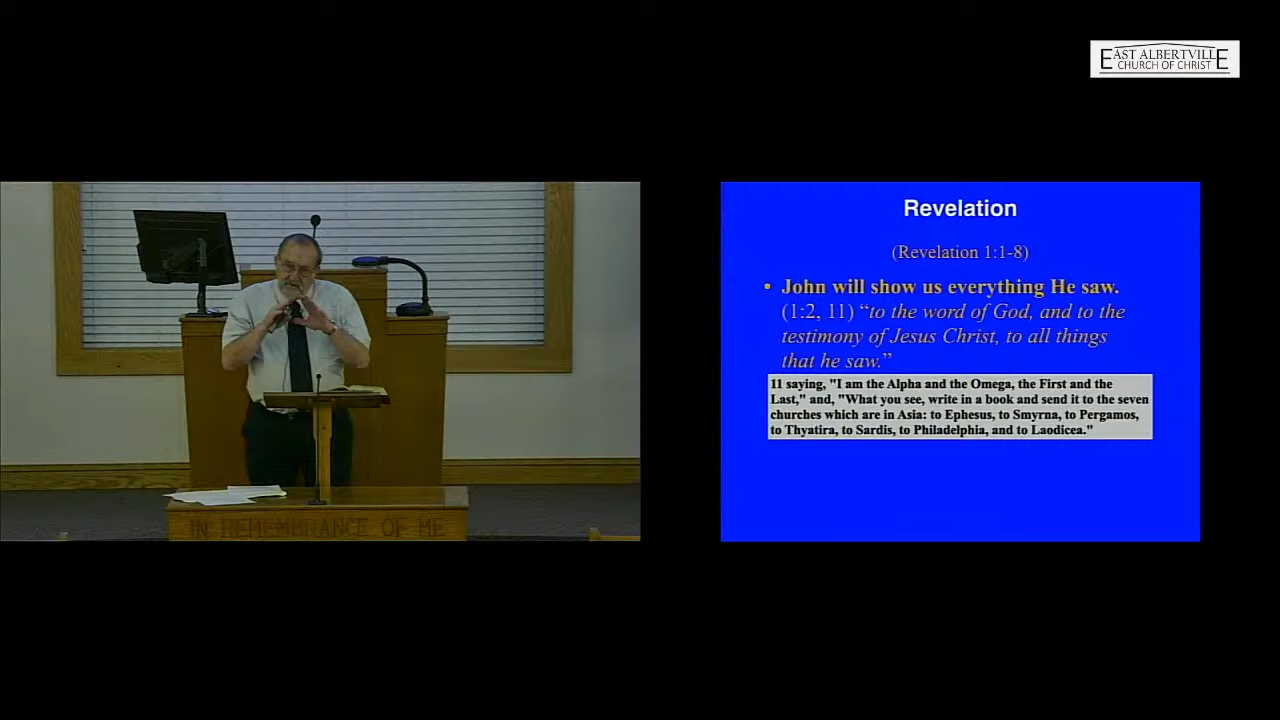 EAST ALBERTVILLE
CHURCH OF CHRIST
Revelation
(Revelation 1:1-8)
• John will show us everything He saw.
(1:2, 11) “to the word of God, and to the
testimony of Jesus Christ, to all things
that he saw.”
11 saying, "I am the Alpha and the Omega, the First and the
Last," and, "What you see, write in a book and send it to the seven
churches which are in Asia: to Ephesus, to Smyrna, to Pergamos,
to Thyatira, to Sardis, to Philadelphia, and to Laodicea."
IN REMEMBRANCE OF ME